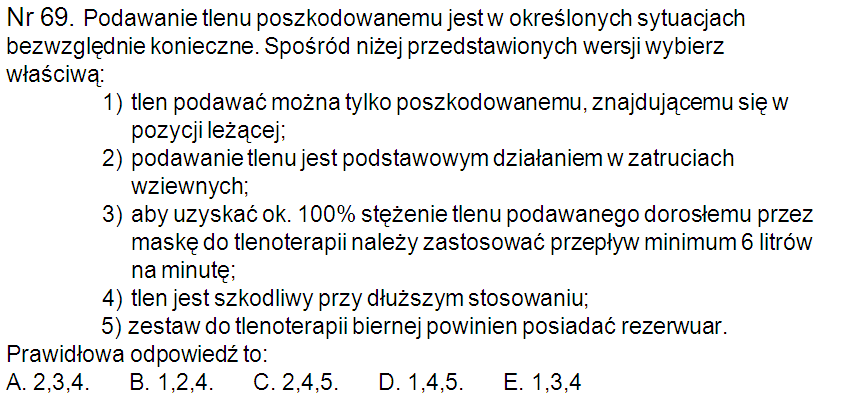 Nr 69. Podawanie tlenu poszkodowanemu jest w określonych sytuacjach
bezwzględnie konieczne. Spośród niżej przedstawionych wersji wybierz
właściwą:
1) tlen podawać można tylko poszkodowanemu, znajdującemu się w
pozycji leżącej;
2) podawanie tlenu jest podstawowym działaniem w zatruciach
wziewnych;
3) aby uzyskać ok. 100% stężenie tlenu podawanego dorosłemu przez
maskę do tlenoterapii należy zastosować przepływ minimum 6 litrów
na minutę;
4) tlen jest szkodliwy przy dłuższym stosowaniu;
5) zestaw do tlenoterapii biernej powinien posiadać rezerwuar.
Prawidłowa odpowiedź to:
A. 2,3,4. B. 1,2,4. C. 2,4,5. D. 1,4,5. E. 1,3,4